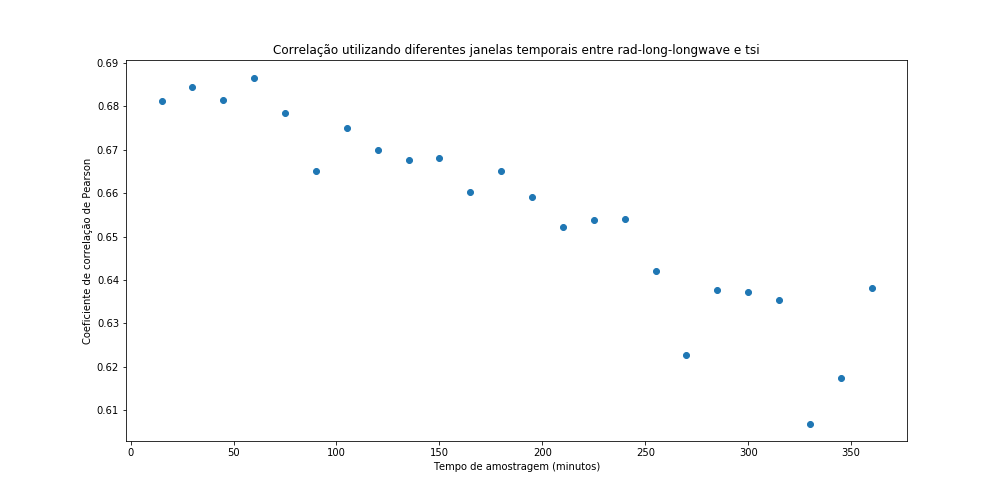 Correlação utilizando diferentes janelas temporais entre rad-long-longwave e tsi
0.69
0.68
0.67
0.66
0.65
0.64
0.63
0.62
0.61
Coeficiente de correlação de Pearson
0 50 100 150 200 250 300 350
Tempo de amostragem (minutos)